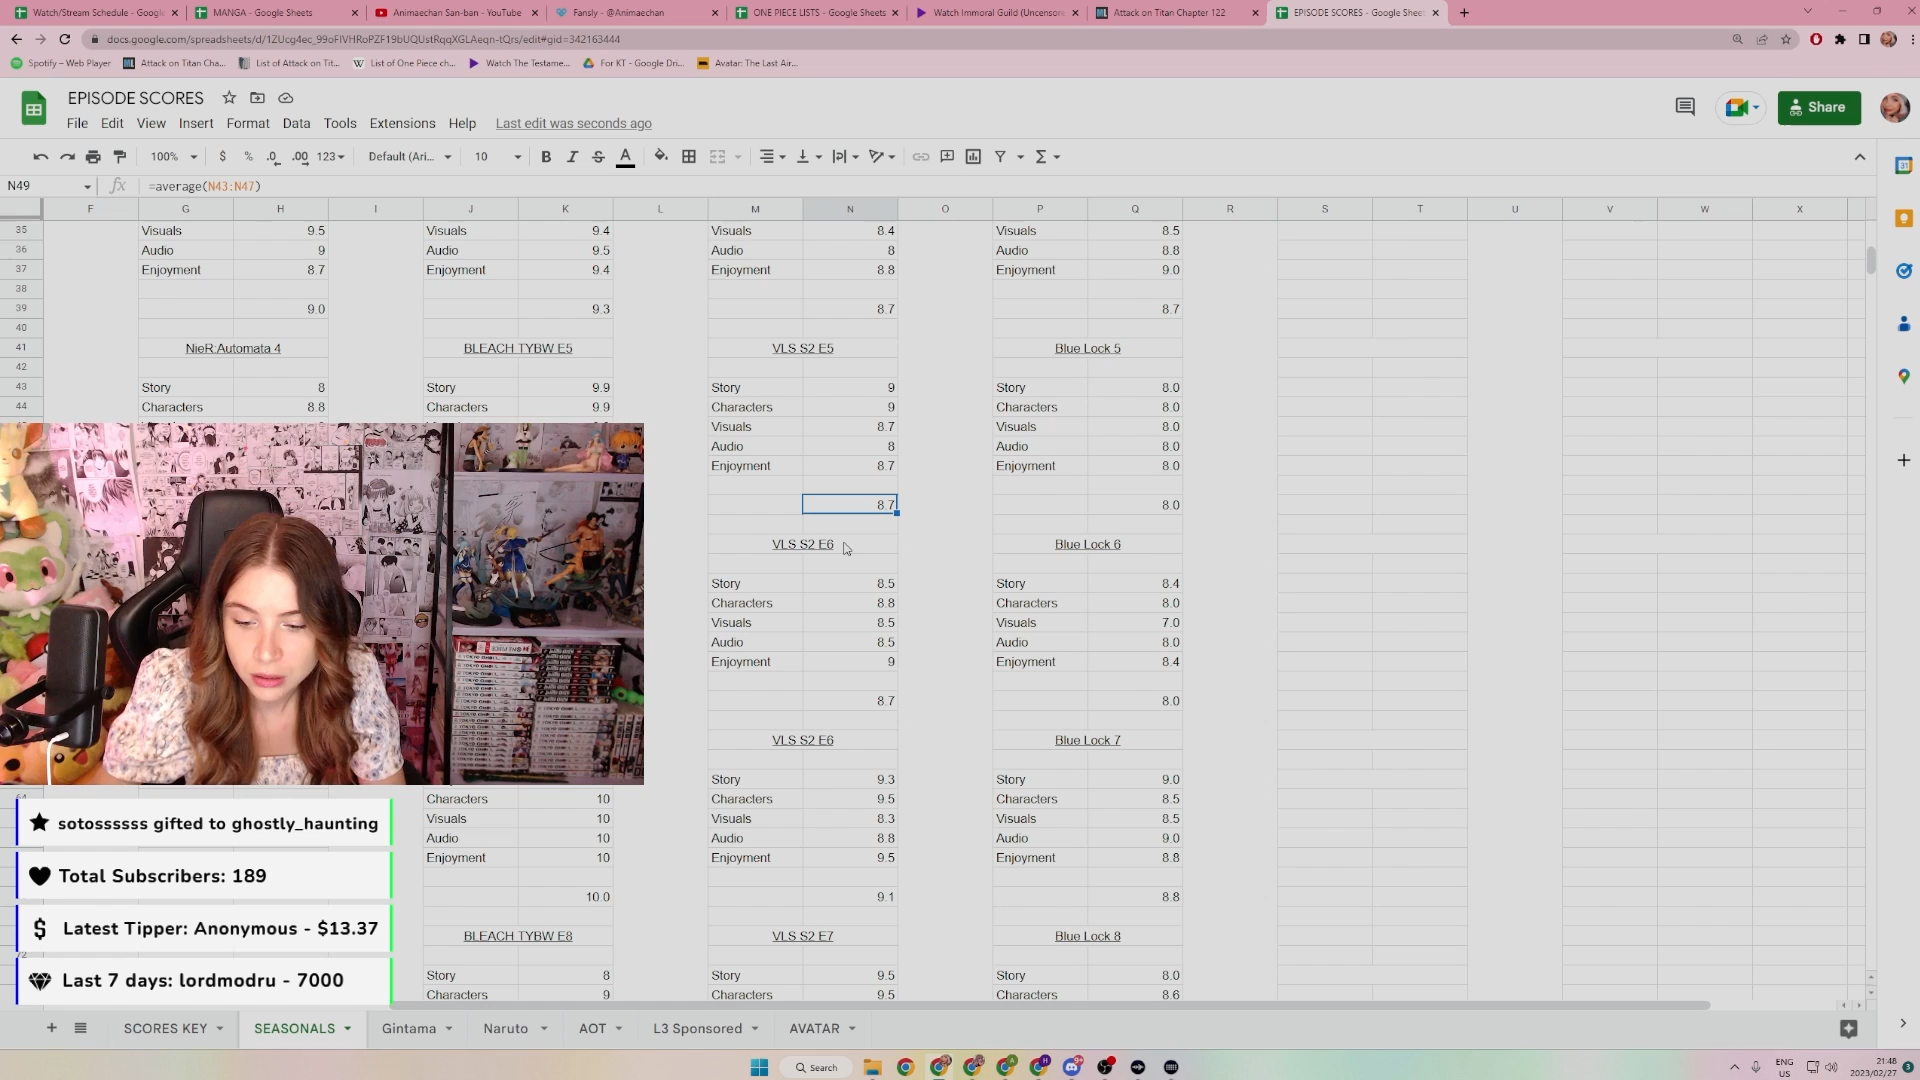 Watch/Stream Schedule - Google
MANGA - Google Sheets
Animaechan San-ban - YouTube
Fansly - @Animaechan
ONE PIECE LISTS - Google Sheets
Watch Immoral Guild (Uncensore
Attack on Titan Chapter 122
EPISODE SCORES - Google Sheet
docs.google.com/spreadsheets/d/1ZUcg4ec_99oFIVHRoPZF19bUQUstRqqXGLAeqn-tQrs/edit#gid=342163444
Spotify – Web Player
Attack on Titan Cha...
List of Attack on Tit...
List of One Piece ch...
Watch The Testame...
For KT - Google Dri...
Avatar: The Last Air...
EPISODE SCORES
File Edit View Insert Format Data Tools Extensions Help Last edit was seconds ago
Share
100% $ % .0 .00 123 Default (Ari... 10 B I S A
N49 fx =average(N43:N47)
F G H I J K L M N O P Q R S T U V W X
35 Visuals 9.5 Visuals 9.4 Visuals 8.4 Visuals 8.5
36 Audio 9 Audio 9.5 Audio 8 Audio 8.8
37 Enjoyment 8.7 Enjoyment 9.4 Enjoyment 8.8 Enjoyment 9.0
38
39 9.0 9.3 8.7 8.7
40
41 NieR:Automata 4 BLEACH TYBW E5 VLS S2 E5 Blue Lock 5
42
43 Story 8 Story 9.9 Story 9 Story 8.0
44 Characters 8.8 Characters 9.9 Characters 9 Characters 8.0
Visuals 8.7 Visuals 8.0
Audio 8 Audio 8.0
Enjoyment 8.7 Enjoyment 8.0
8.7 8.0
VLS S2 E6 Blue Lock 6
Story 8.5 Story 8.4
Characters 8.8 Characters 8.0
Visuals 8.5 Visuals 7.0
Audio 8.5 Audio 8.0
Enjoyment 9 Enjoyment 8.4
8.7 8.0
VLS S2 E6 Blue Lock 7
Story 9.3 Story 9.0
Characters 10 Characters 9.5 Characters 8.5
Visuals 10 Visuals 8.3 Visuals 8.5
Audio 10 Audio 8.8 Audio 9.0
Enjoyment 10 Enjoyment 9.5 Enjoyment 8.8
10.0 9.1 8.8
BLEACH TYBW E8 VLS S2 E7 Blue Lock 8
Story 8 Story 9.5 Story 8.0
Characters 9 Characters 9.5 Characters 8.6
sotossssss gifted to ghostly_haunting
Total Subscribers: 189
Latest Tipper: Anonymous - $13.37
Last 7 days: lordmodru - 7000
SCORES KEY SEASONALS Gintama Naruto AOT L3 Sponsored AVATAR
Search
ENG
US
21:48
2023/02/27
3